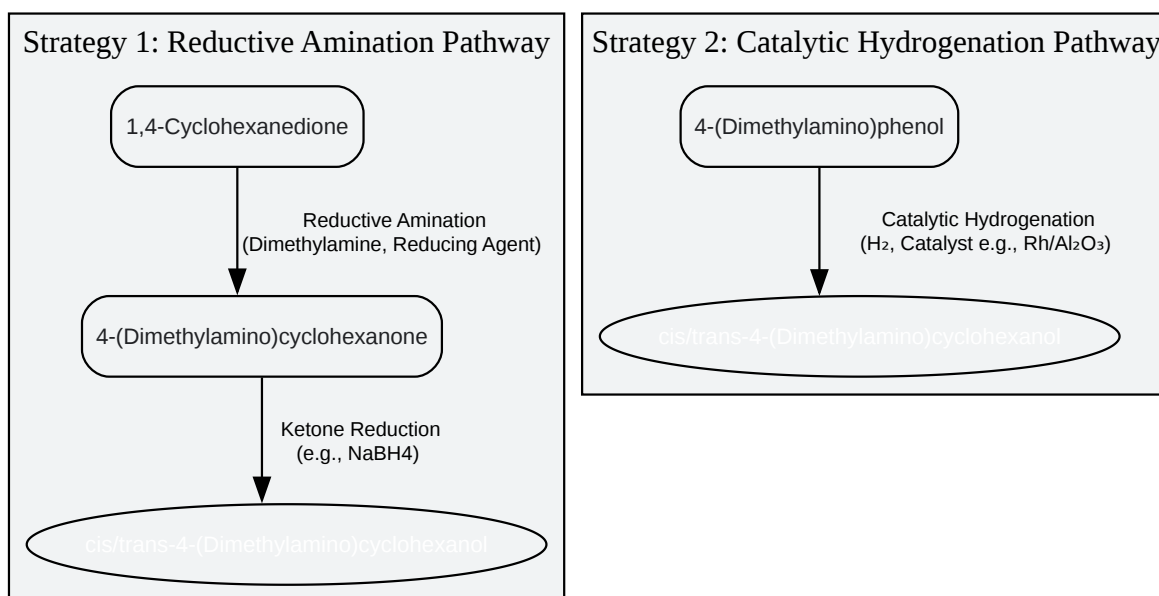 Strategy 1: Reductive Amination Pathway
1,4-Cyclohexanedione
Reductive Amination
(Dimethylamine, Reducing Agent)
4-(Dimethylamino)cyclohexanone
Ketone Reduction
(e.g., NaBH4)
cis/trans-4-(Dimethylamino)cyclohexanol
Strategy 2: Catalytic Hydrogenation Pathway
4-(Dimethylamino)phenol
Catalytic Hydrogenation
(H₂, Catalyst e.g., Rh/Al₂O₃)
cis/trans-4-(Dimethylamino)cyclohexanol